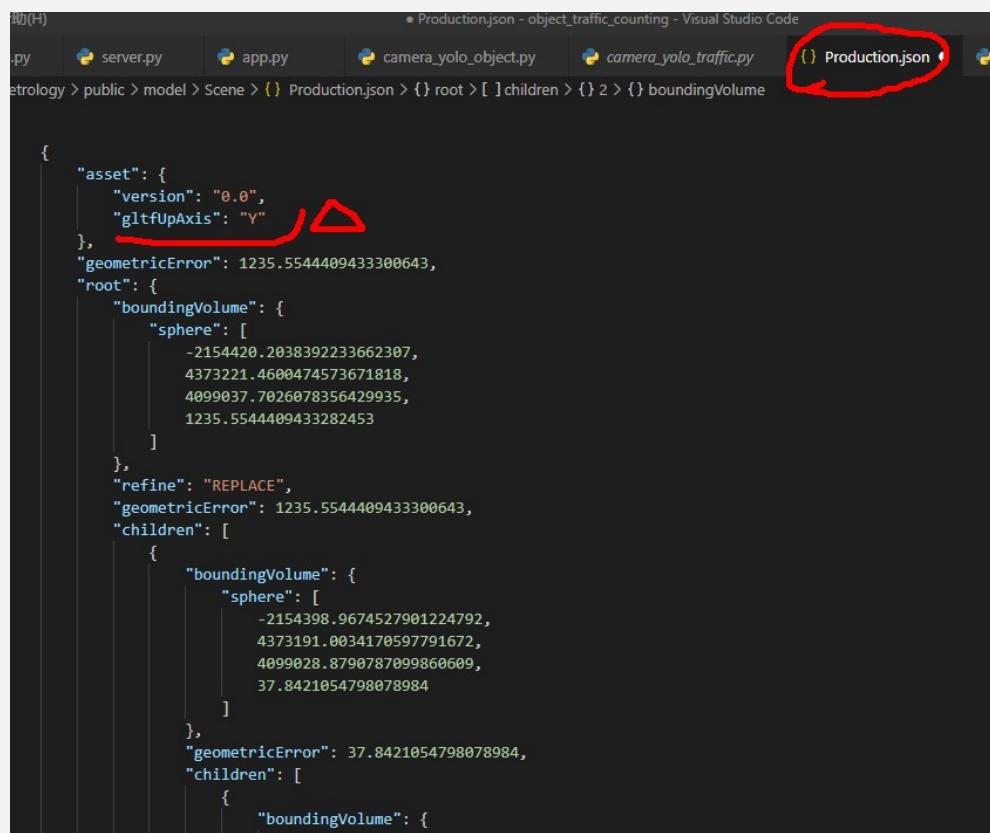 助(H)
● Production.json - object_traffic_counting - Visual Studio Code
.py server.py app.py camera_yolo_object.py camera_yolo_traffic.py {} Production.json ●
etrology > public > model > Scene > {} Production.json > {} root > [ ] children > {} 2 > {} boundingVolume
{
"asset": {
"version": "0.0",
"gltfUpAxis": "Y"
},
"geometricError": 1235.5544409433300643,
"root": {
"boundingVolume": {
"sphere": [
-2154420.2038392233662307,
4373221.4600474573671818,
4099037.7026078356429935,
1235.5544409433282453
]
},
"refine": "REPLACE",
"geometricError": 1235.5544409433300643,
"children": [
{
"boundingVolume": {
"sphere": [
-2154398.9674527901224792,
4373191.0034170597791672,
4099028.8790787099860609,
37.8421054798078984
]
},
"geometricError": 37.8421054798078984,
"children": [
{
"boundingVolume": {